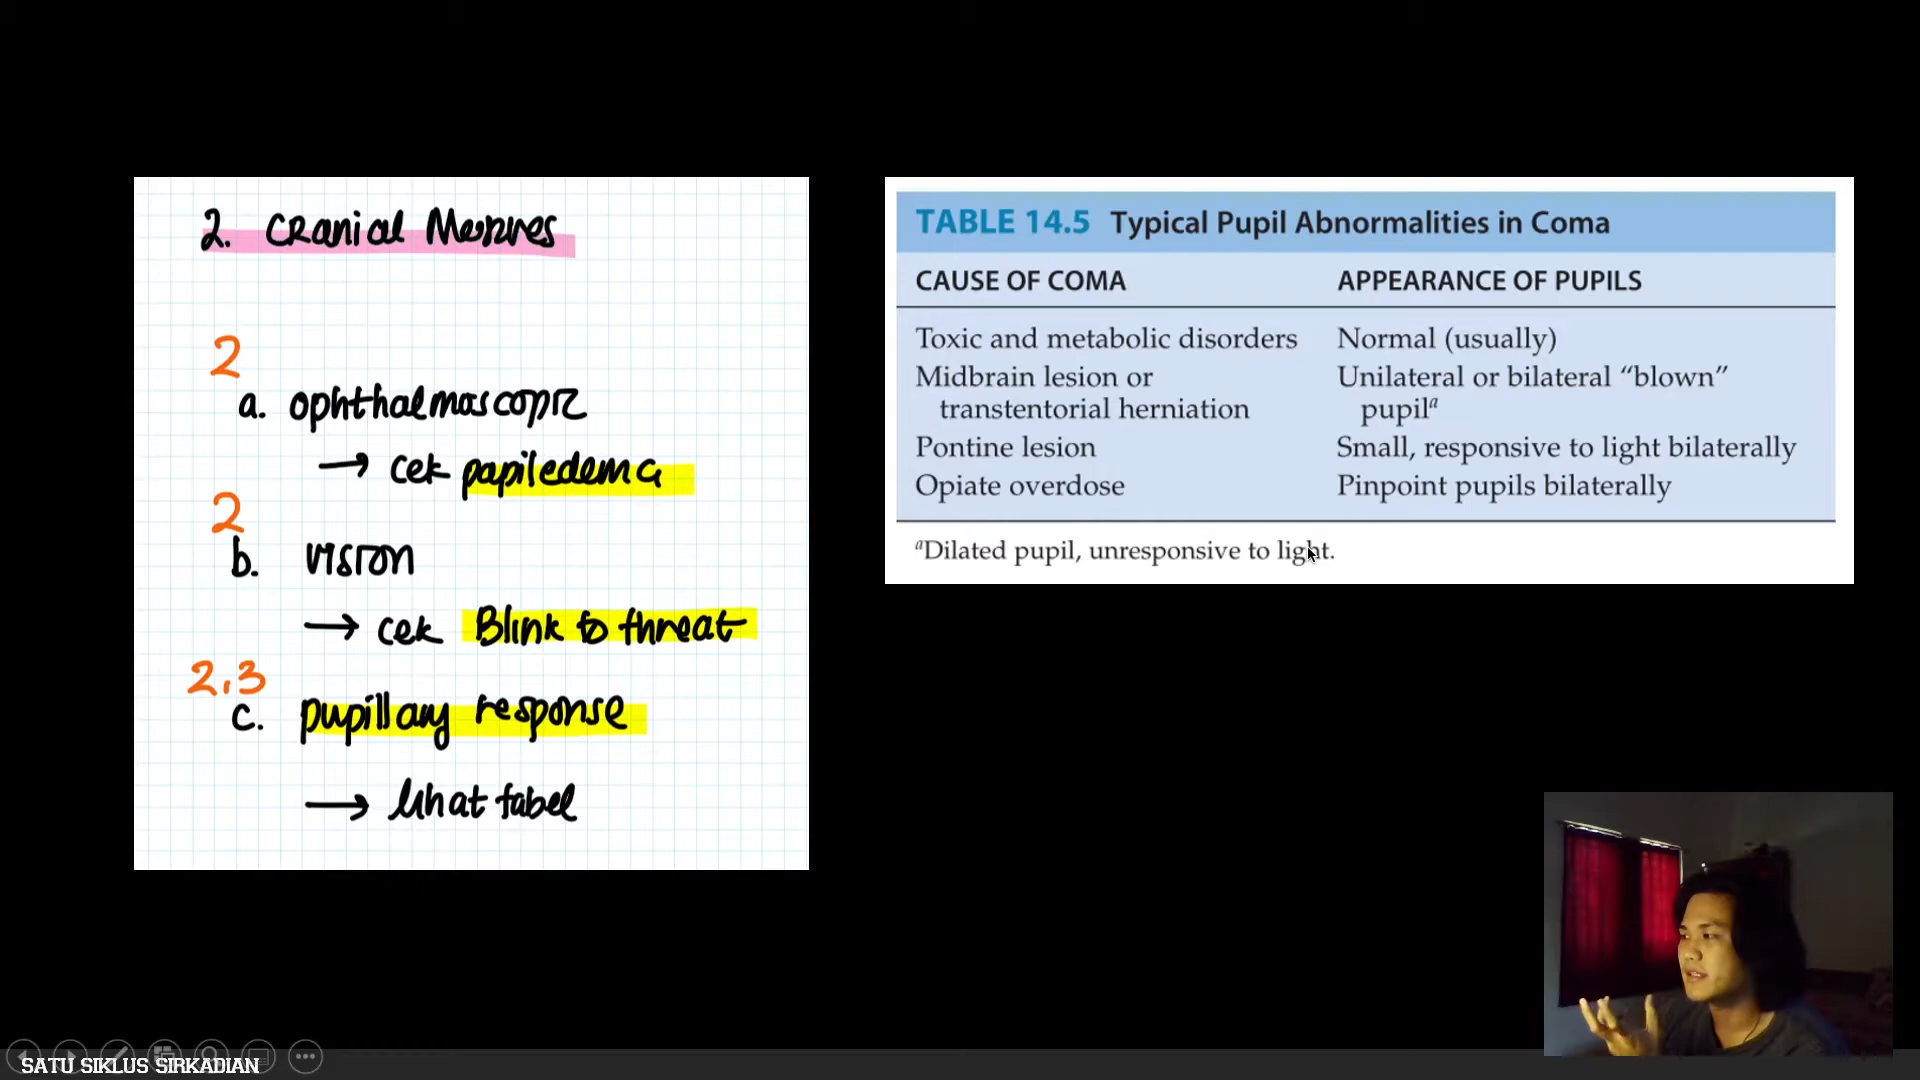 2. Cranial Nerves
2
a. ophthalmoscopic
→ cek papiledema
2
b. vision
→ cek Blink to threat
2,3
c. pupillary response
→ lihat tabel
TABLE 14.5 Typical Pupil Abnormalities in Coma
CAUSE OF COMA APPEARANCE OF PUPILS
Toxic and metabolic disorders Normal (usually)
Midbrain lesion or Unilateral or bilateral “blown”
transtentorial herniation pupilᵃ
Pontine lesion Small, responsive to light bilaterally
Opiate overdose Pinpoint pupils bilaterally
ᵃDilated pupil, unresponsive to light.
SATU SIKLUS SIRKADIAN